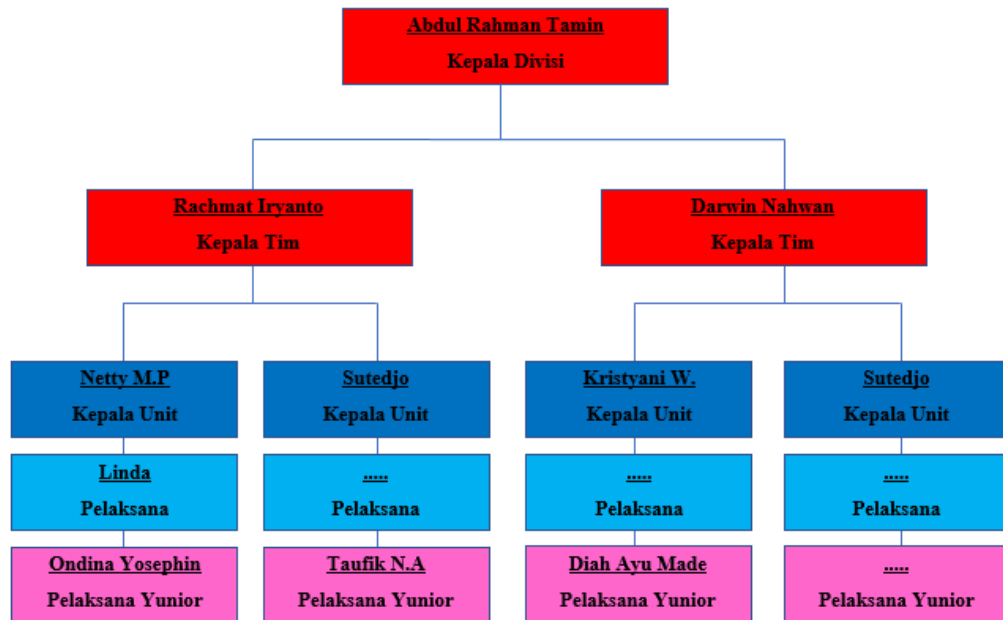 Abdul Rahman Tamin
Kepala Divisi
Rachmat Iryanto
Kepala Tim
Darwin Nahwan
Kepala Tim
Netty M.P
Kepala Unit
Sutedjo
Kepala Unit
Kristyani W.
Kepala Unit
Sutedjo
Kepala Unit
Linda
Pelaksana
.....
Pelaksana
.....
Pelaksana
.....
Pelaksana
Ondina Yosephin
Pelaksana Yunior
Taufik N.A
Pelaksana Yunior
Diah Ayu Made
Pelaksana Yunior
.....
Pelaksana Yunior